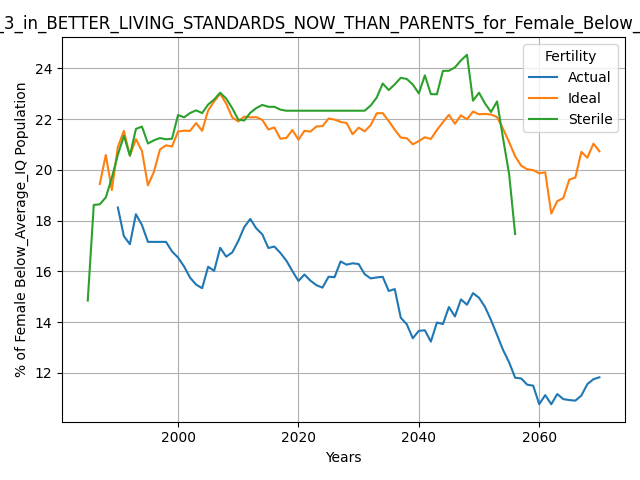 _3_in_BETTER_LIVING_STANDARDS_NOW_THAN_PARENTS_for_Female_Below_
% of Female Below_Average_IQ Population
24
22
20
18
16
14
12
2000
2020
2040
2060
Years
Fertility
Actual
Ideal
Sterile